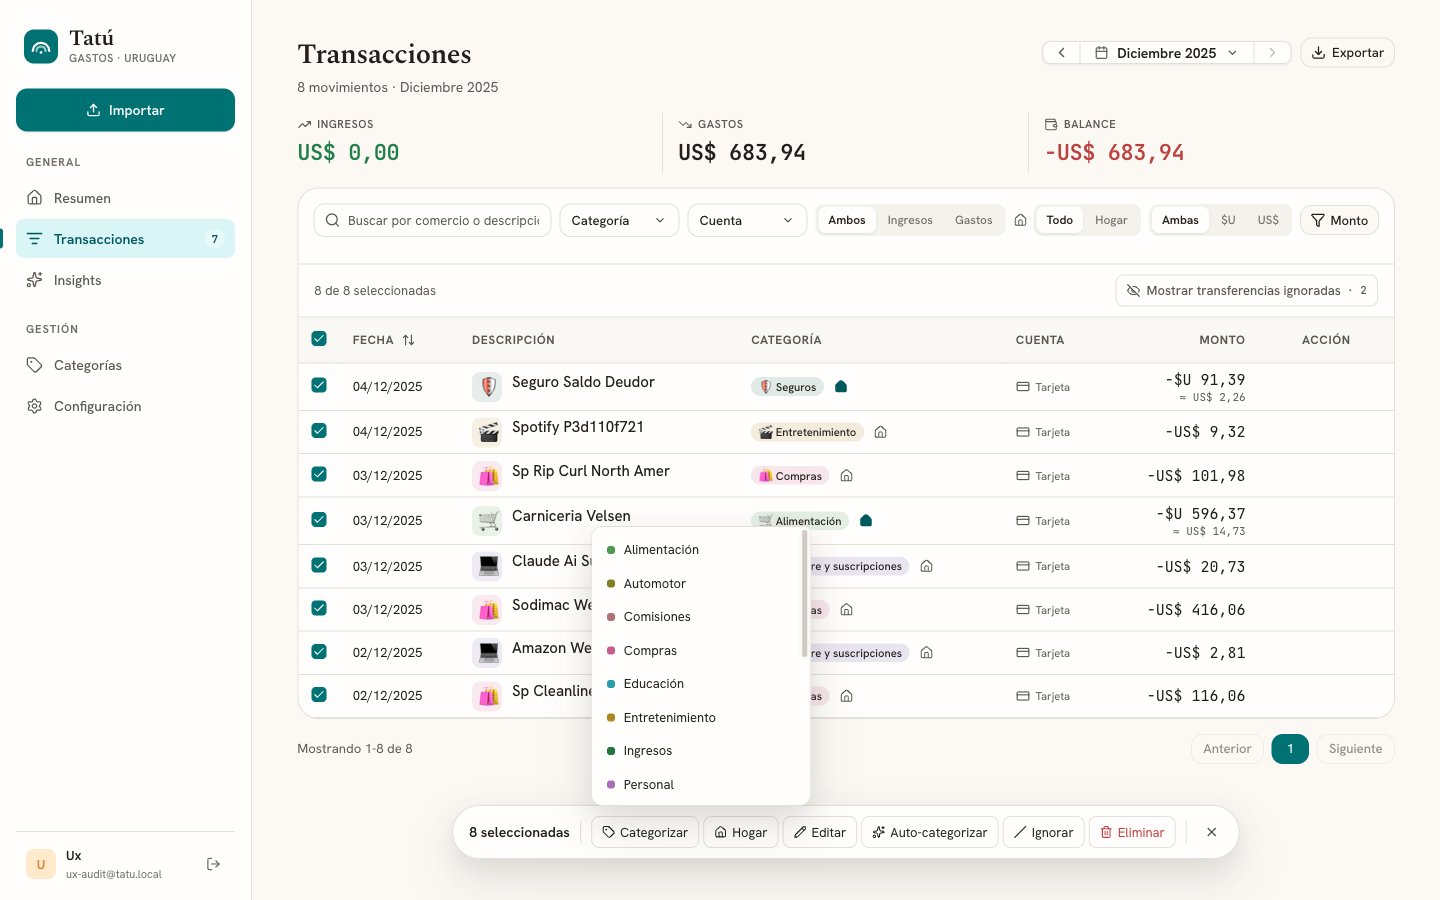 Tatú
GASTOS · URUGUAY
Importar
GENERAL
Resumen
Transacciones 7
Insights
GESTIÓN
Categorías
Configuración
U
Ux
ux-audit@tatu.local
Transacciones
8 movimientos · Diciembre 2025
Diciembre 2025
Exportar
INGRESOS
US$ 0,00
GASTOS
US$ 683,94
BALANCE
-US$ 683,94
Buscar por comercio o descripci
Categoría
Cuenta
Ambos Ingresos Gastos
Todo Hogar
Ambas $U US$
Monto
8 de 8 seleccionadas
Mostrar transferencias ignoradas · 2
FECHA DESCRIPCIÓN CATEGORÍA CUENTA MONTO ACCIÓN
04/12/2025 Seguro Saldo Deudor Seguros Tarjeta -$U 91,39
≈ US$ 2,26
04/12/2025 Spotify P3d110f721 Entretenimiento Tarjeta -US$ 9,32
03/12/2025 Sp Rip Curl North Amer Compras Tarjeta -US$ 101,98
03/12/2025 Carniceria Velsen Alimentación Tarjeta -$U 596,37
≈ US$ 14,73
03/12/2025 Claude Ai Su re y suscripciones Tarjeta -US$ 20,73
03/12/2025 Sodimac We as Tarjeta -US$ 416,06
02/12/2025 Amazon We re y suscripciones Tarjeta -US$ 2,81
02/12/2025 Sp Cleanline as Tarjeta -US$ 116,06
Alimentación
Automotor
Comisiones
Compras
Educación
Entretenimiento
Ingresos
Personal
Mostrando 1-8 de 8
Anterior 1 Siguiente
8 seleccionadas
Categorizar
Hogar
Editar
Auto-categorizar
Ignorar
Eliminar